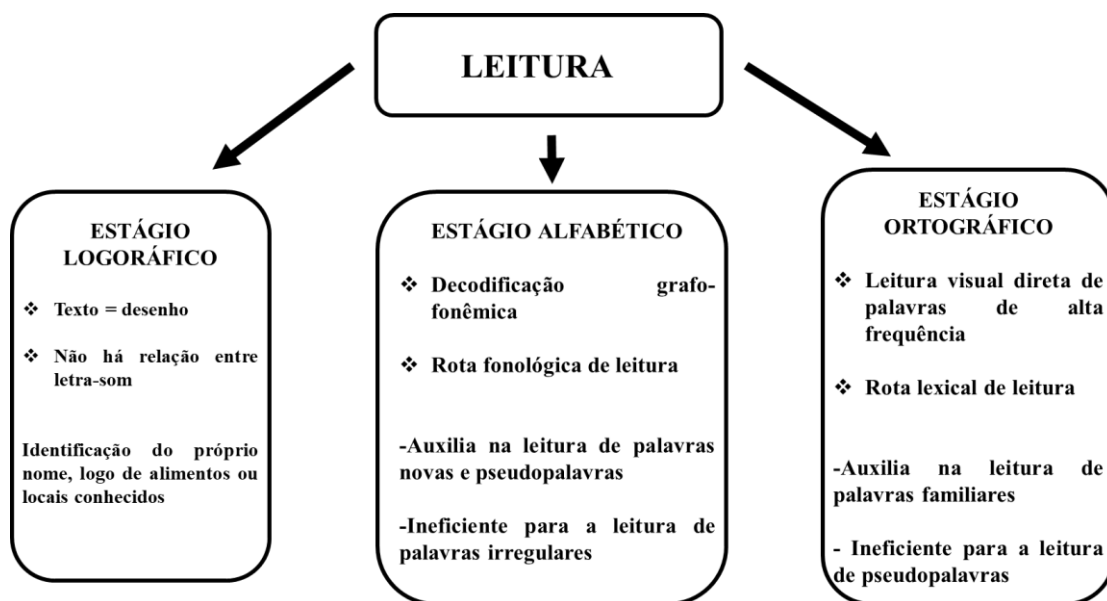 LEITURA
ESTÁGIO
LOGORÁFICO
❖ Texto = desenho
❖ Não há relação entre
letra-som
Identificação do próprio
nome, logo de alimentos ou
locais conhecidos
ESTÁGIO ALFABÉTICO
❖ Decodificação grafo-
fonêmica
❖ Rota fonológica de leitura
-Auxilia na leitura de palavras
novas e pseudopalavras
-Ineficiente para a leitura de
palavras irregulares
ESTÁGIO
ORTOGRÁFICO
❖ Leitura visual direta de
palavras de alta
frequência
❖ Rota lexical de leitura
-Auxilia na leitura de
palavras familiares
- Ineficiente para a leitura
de pseudopalavras